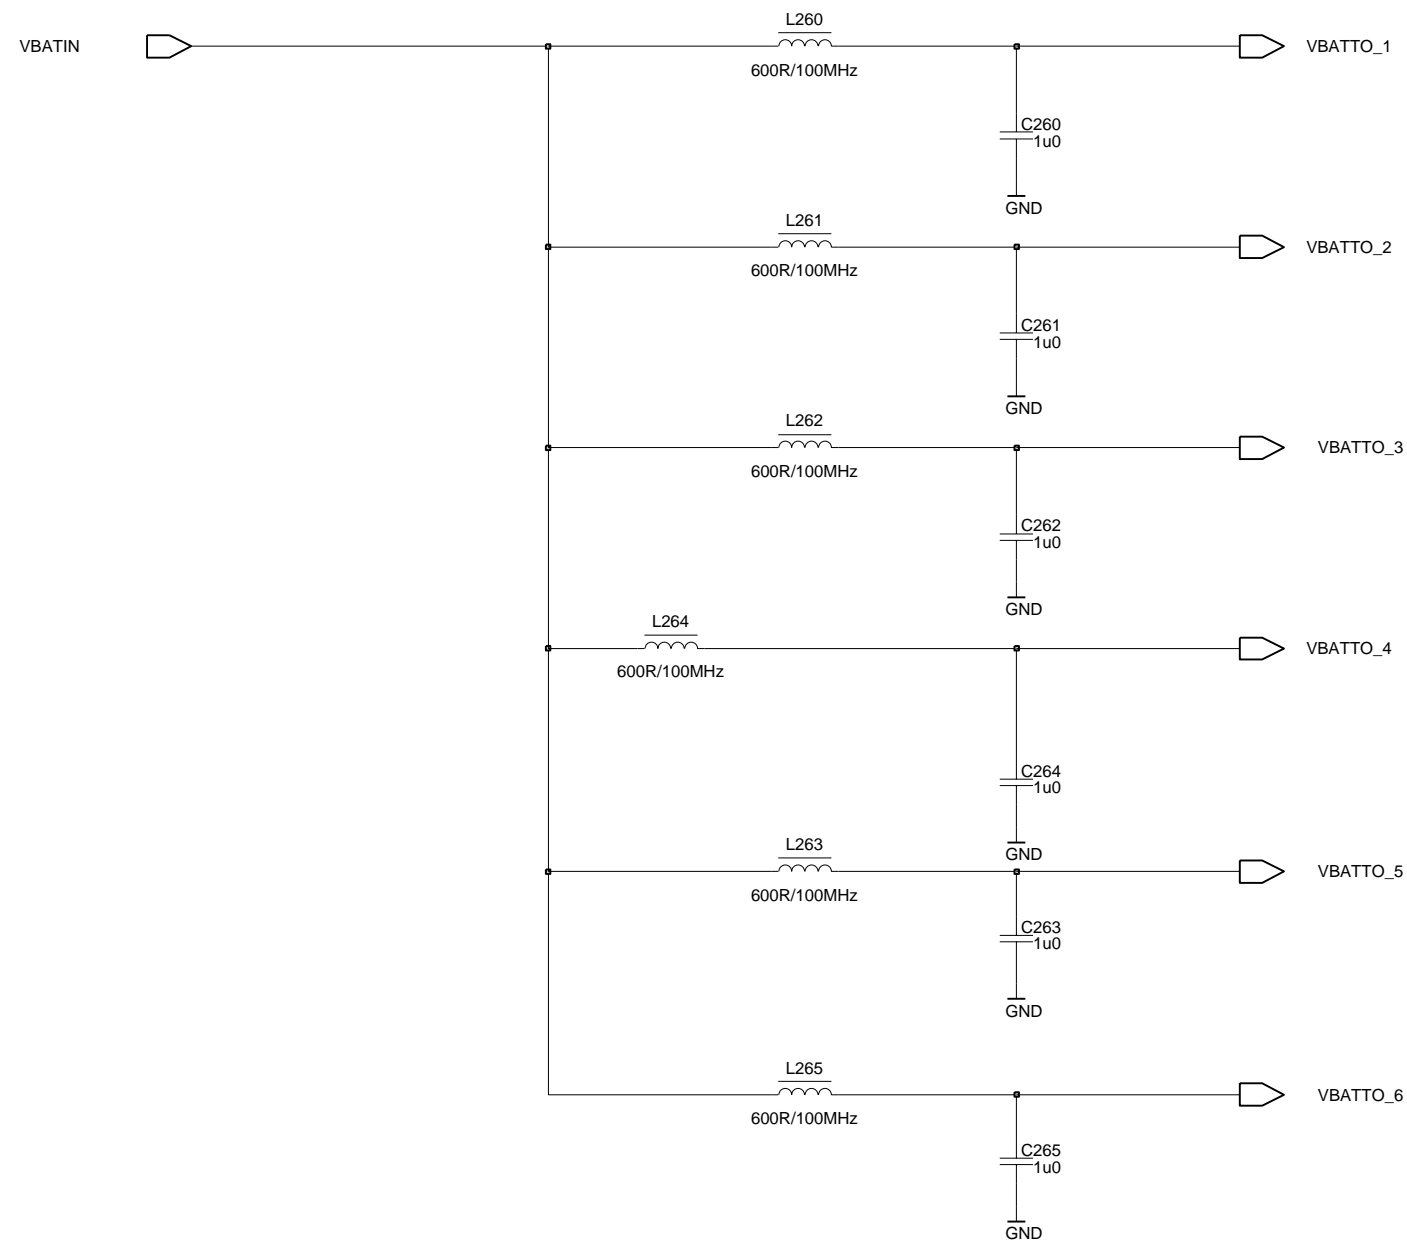 L260
VBATIN
VBATTO_1
600R/100MHz
C260
1u0
GND
L261
VBATTO_2
600R/100MHz
C261
1u0
GND
L262
VBATTO_3
600R/100MHz
C262
1u0
GND
L264
VBATTO_4
600R/100MHz
C264
1u0
GND
L263
VBATTO_5
600R/100MHz
C263
1u0
GND
L265
VBATTO_6
600R/100MHz
C265
1u0
GND